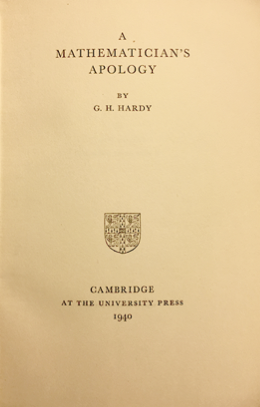 A
MATHEMATICIAN'S
APOLOGY
BY
G. H. HARDY
CAMBRIDGE
AT THE UNIVERSITY PRESS
1940